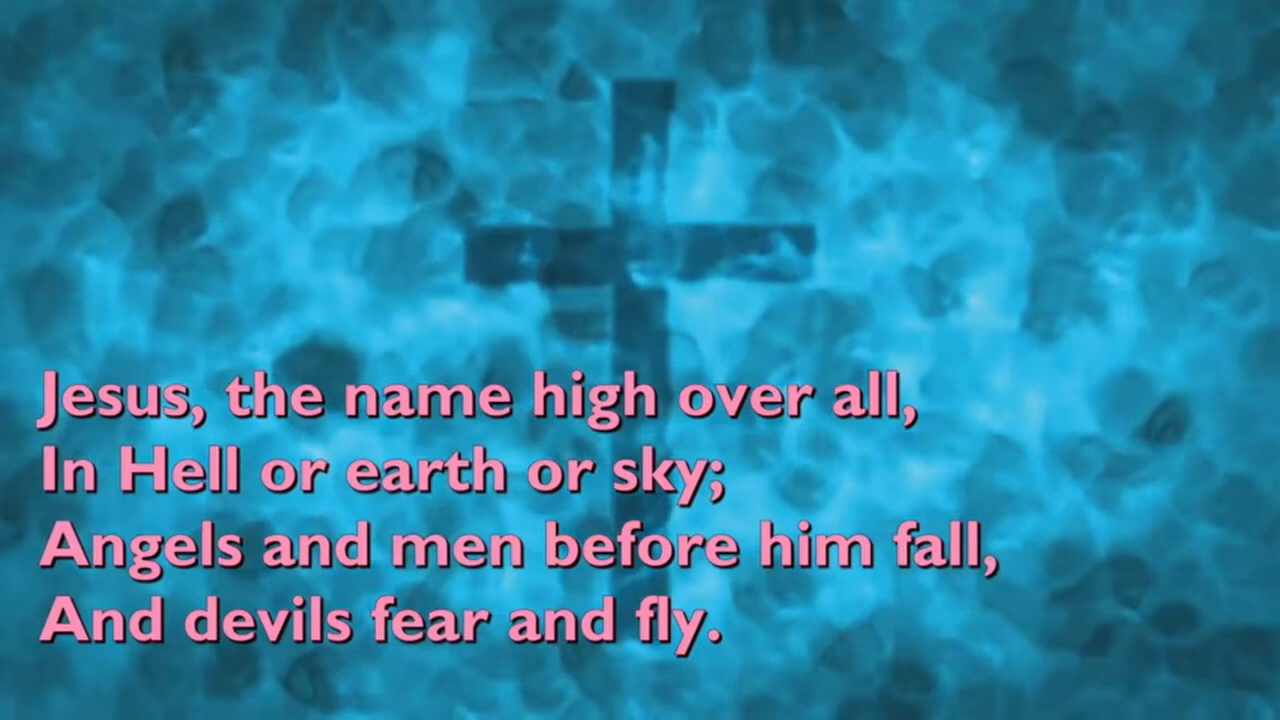 Jesus, the name high over all,
In Hell or earth or sky;
Angels and men before him fall,
And devils fear and fly.